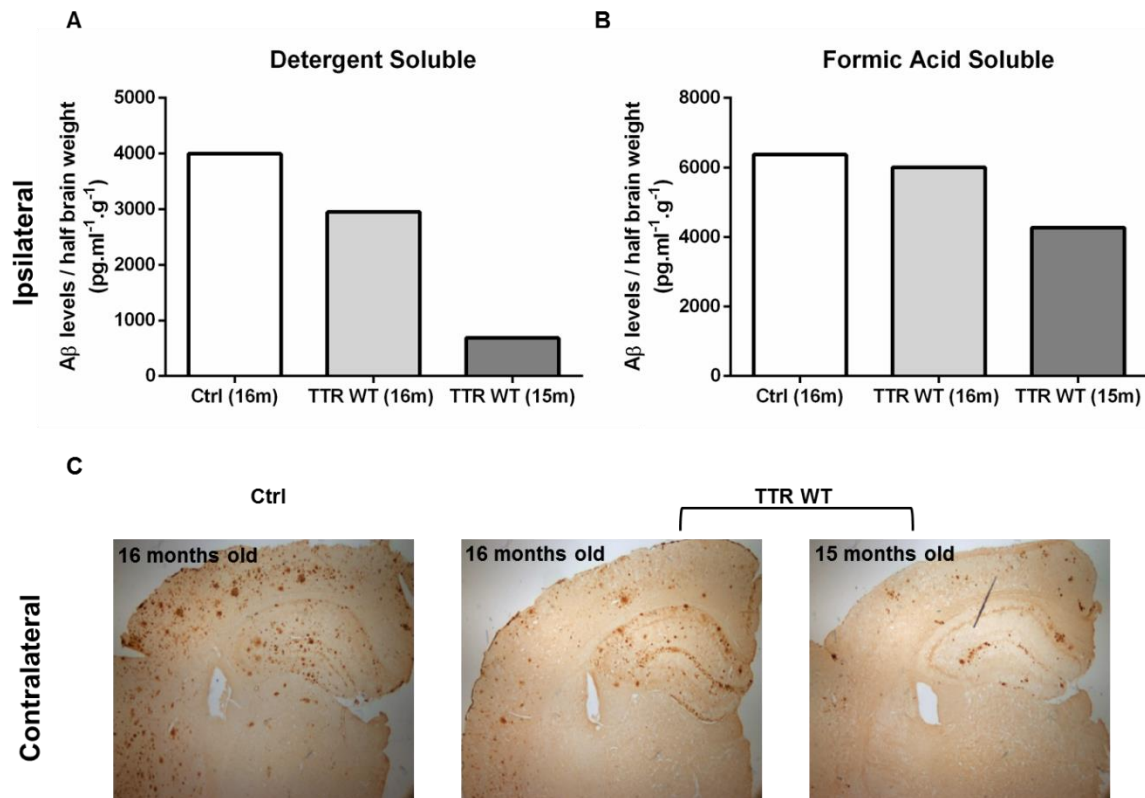 A
Detergent Soluble
Ipsilateral
Aβ levels / half brain weight
(pg.ml⁻¹.g⁻¹)
5000
4000
3000
2000
1000
0
Ctrl (16m) TTR WT (16m) TTR WT (15m)
B
Formic Acid Soluble
Aβ levels / half brain weight
(pg.ml⁻¹.g⁻¹)
8000
6000
4000
2000
0
Ctrl (16m) TTR WT (16m) TTR WT (15m)
C
Contralateral
Ctrl
TTR WT
16 months old
16 months old
15 months old